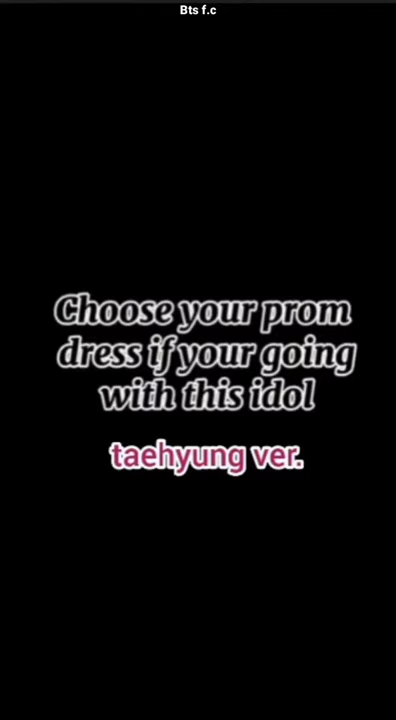 Bts f.c
Choose your prom
dress if your going
with this idol
taehyung ver.